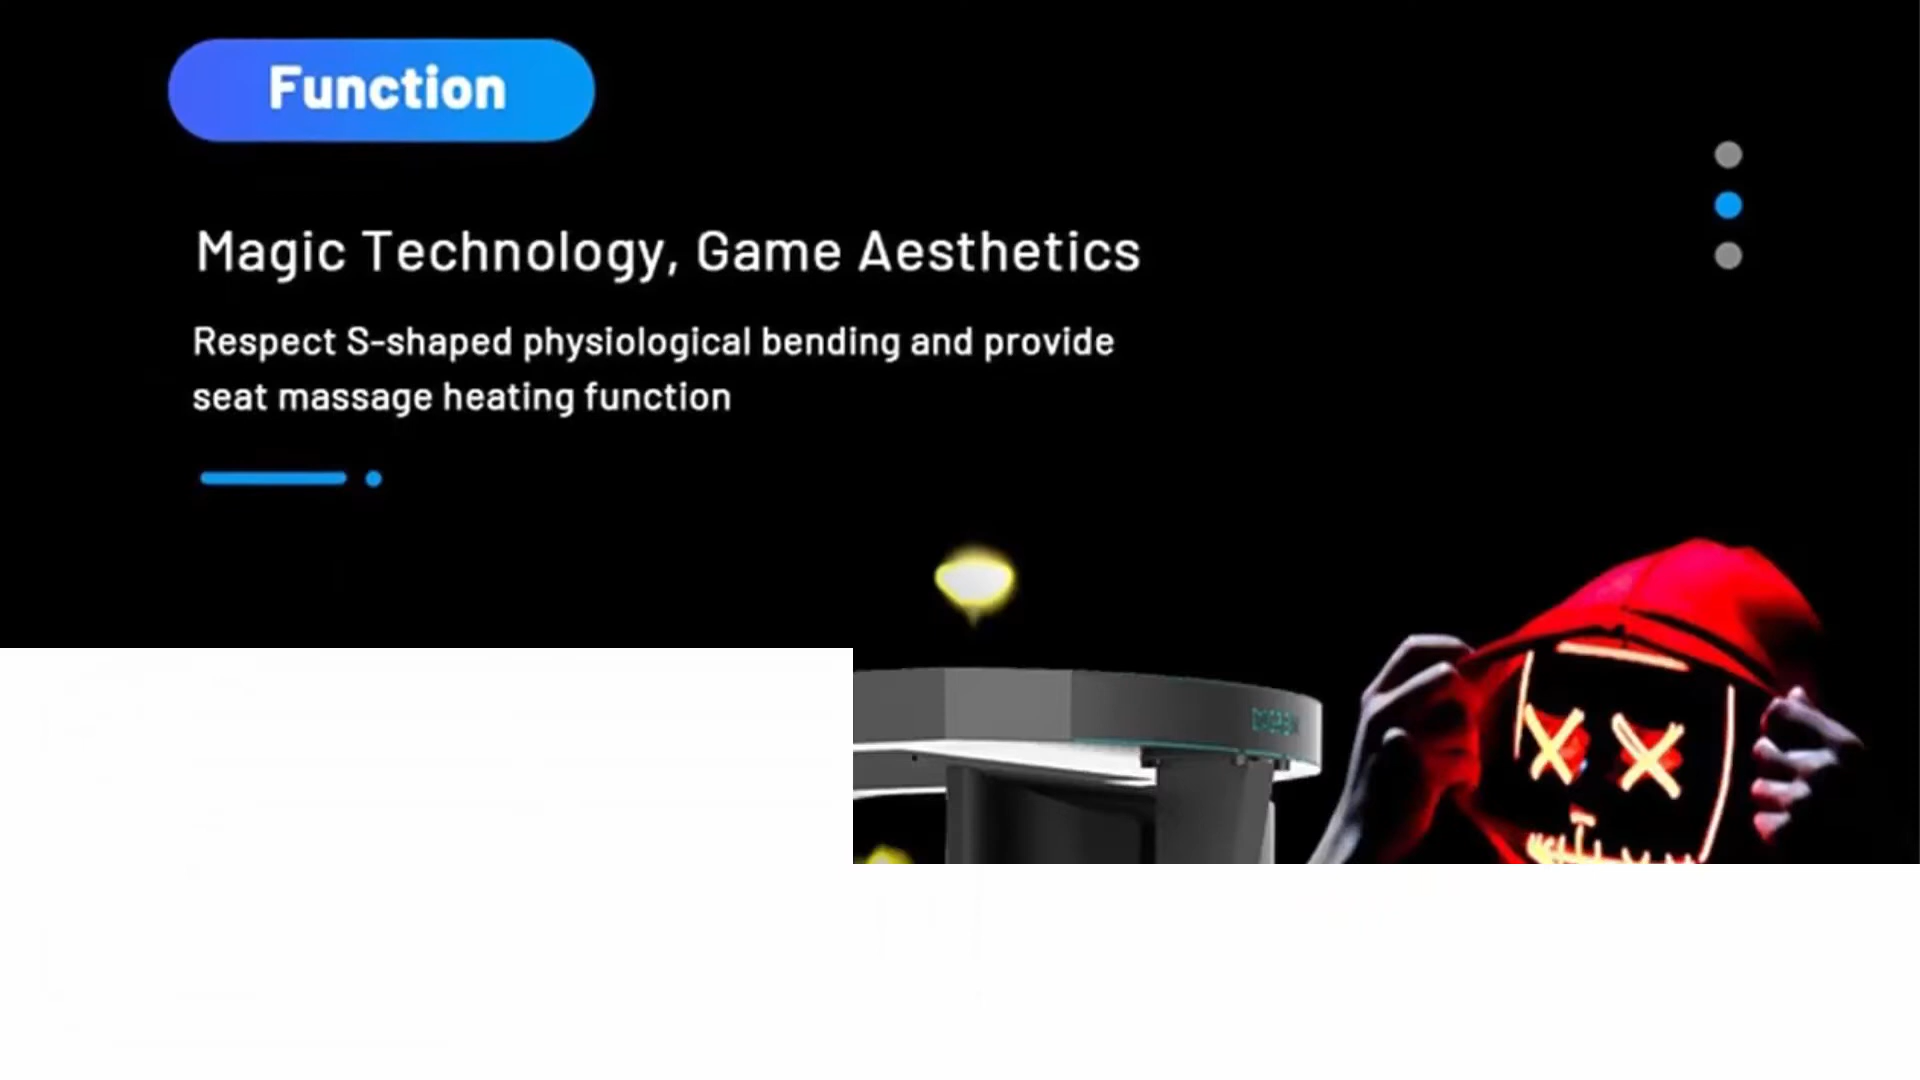 Function
Magic Technology, Game Aesthetics
Respect S-shaped physiological bending and provide
seat massage heating function